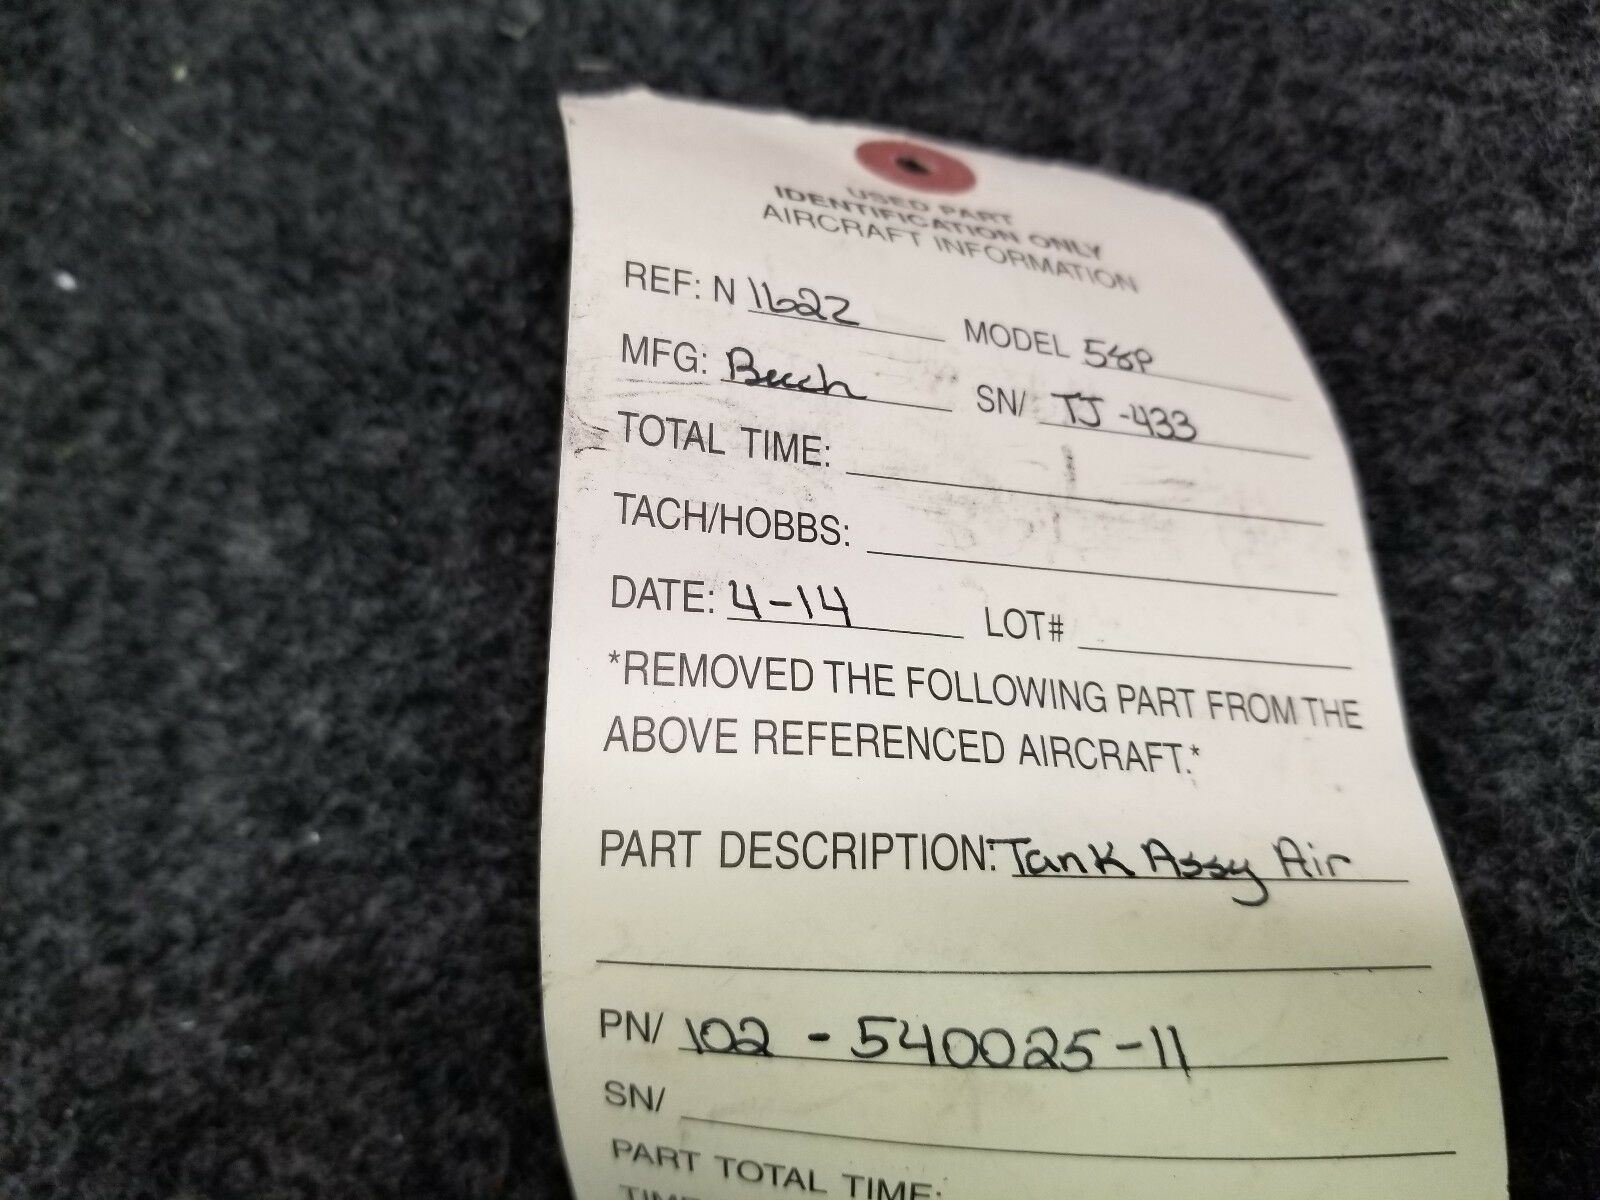 USED PART
IDENTIFICATION ONLY
AIRCRAFT INFORMATION
REF: N 1622 MODEL 58P
MFG: Beech SN/ TJ-433
TOTAL TIME:
TACH/HOBBS:
DATE: 4-14 LOT#
*REMOVED THE FOLLOWING PART FROM THE
ABOVE REFERENCED AIRCRAFT.*
PART DESCRIPTION: Tank Assy Air
PN/ 102-540025-11
SN/
PART TOTAL TIME: